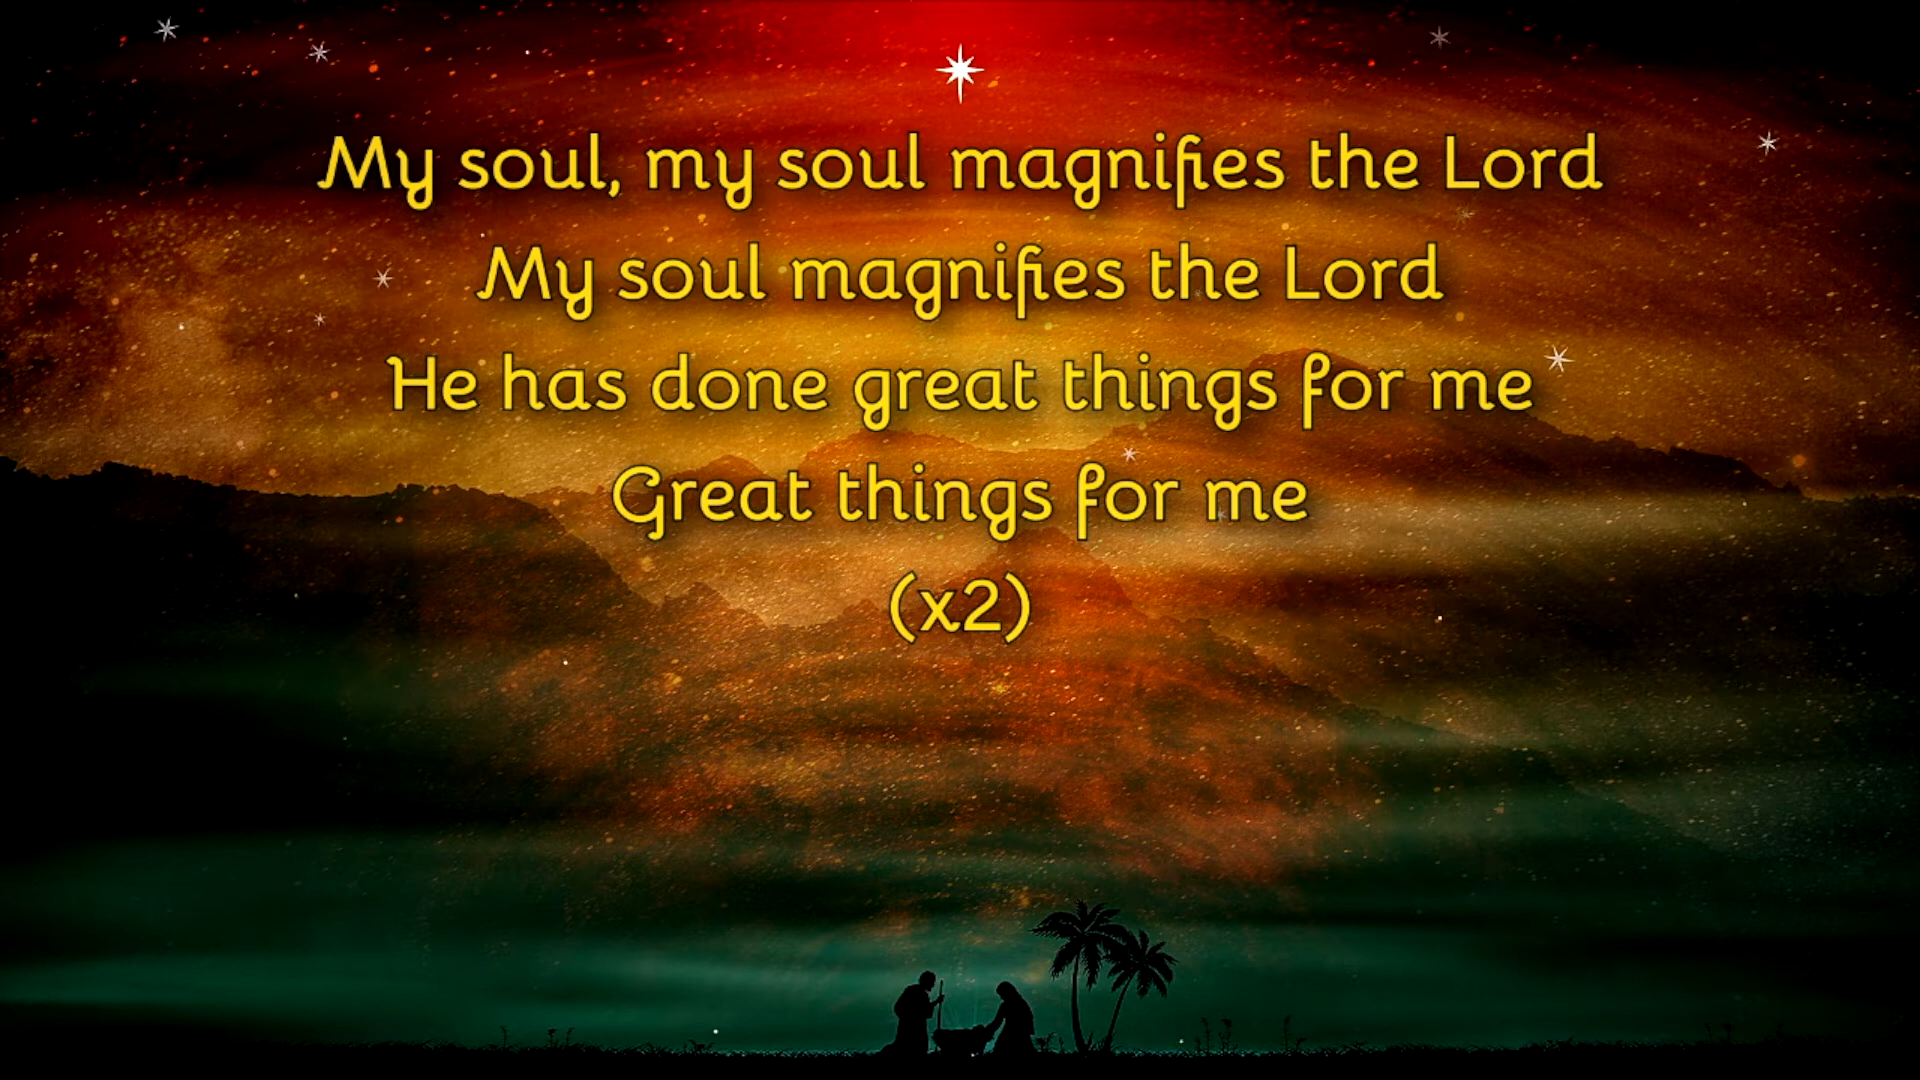 My soul, my soul magnifies the Lord
My soul magnifies the Lord
He has done great things for me
Great things for me
(x2)